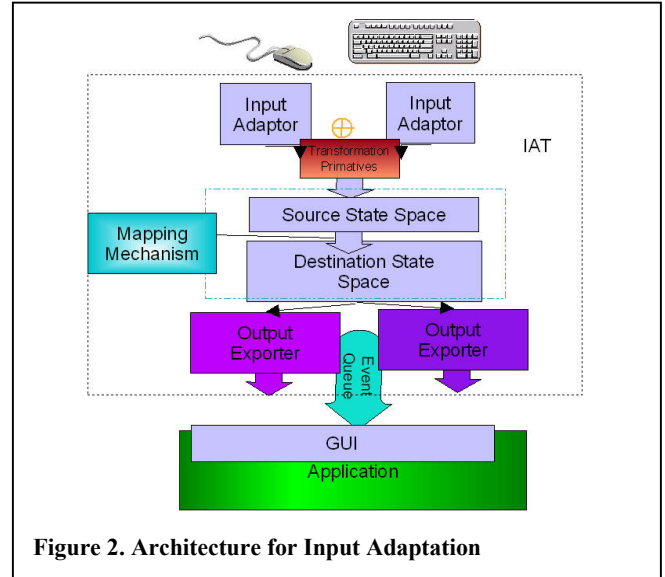 Input
Adaptor
Input
Adaptor
IAT
Transformation
Primatives
Source State Space
Mapping
Mechanism
Destination State
Space
Output
Exporter
Event
Queue
Output
Exporter
GUI
Application
Figure 2. Architecture for Input Adaptation